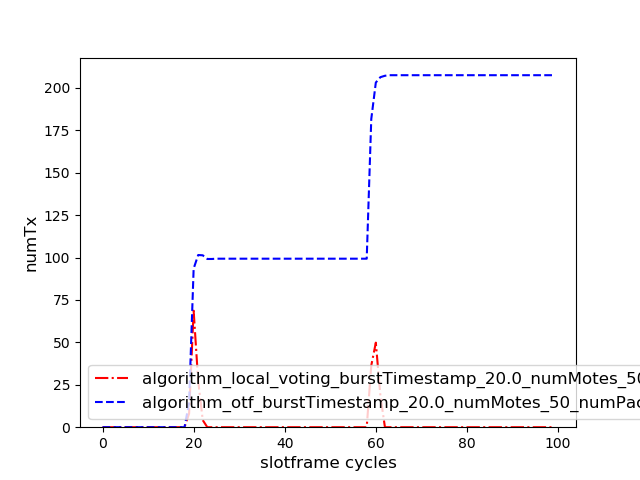 200
175
150
125
100
75
50
25
0
numTx
algorithm_local_voting_burstTimestamp_20.0_numMotes_50
algorithm_otf_burstTimestamp_20.0_numMotes_50_numPac
0 20 40 60 80 100
slotframe cycles